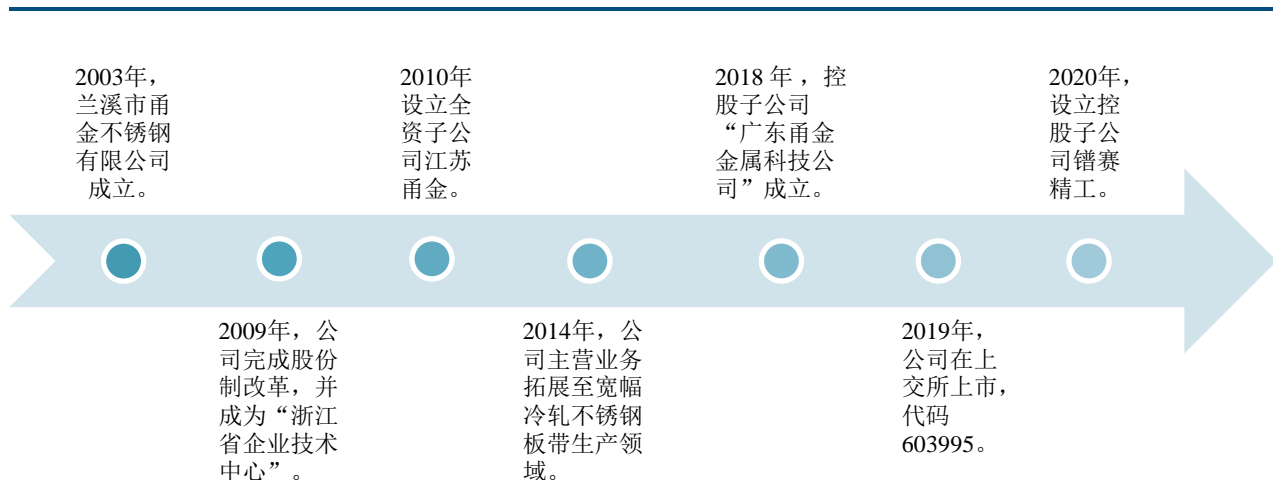 2003年，
兰溪市甬
金不锈钢
有限公司
成立。
2009年，公
司完成股份
制改革，并
成为“浙江
省企业技术
中心”。
2010年
设立全
资子公
司江苏
甬金。
2014年，公
司主营业务
拓展至宽幅
冷轧不锈钢
板带生产领
域。
2018 年 ，控
股子公司
“广东甬金
金属科技公
司”成立。
2019年，
公司在上
交所上市，
代码
603995。
2020年，
设立控
股子公
司镨赛
精工。